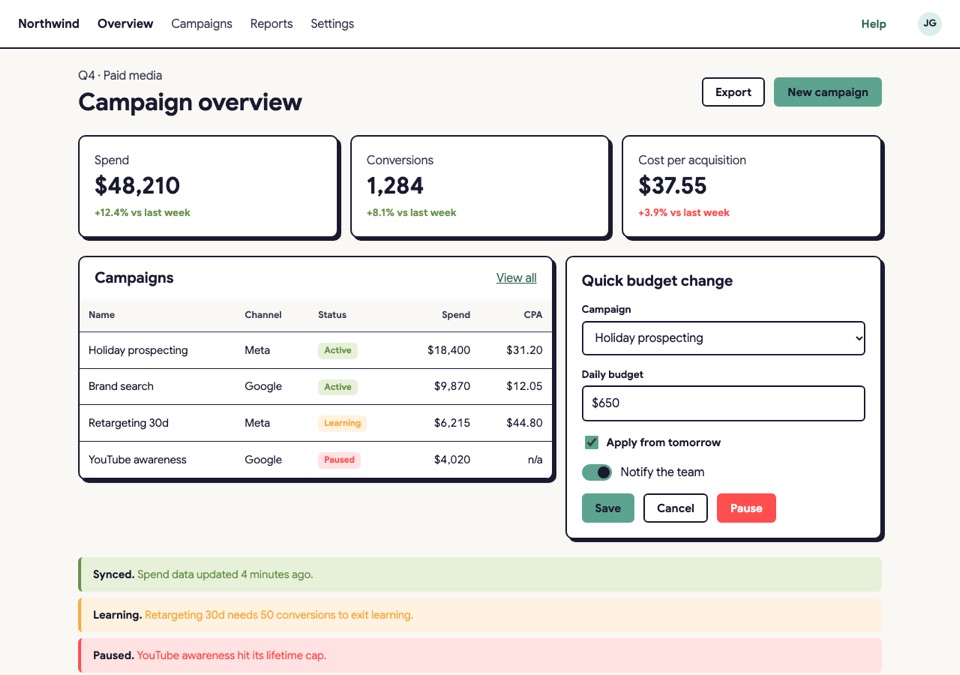 Northwind Overview Campaigns Reports Settings Help JG
Q4 · Paid media
Campaign overview
Export New campaign
Spend
$48,210
+12.4% vs last week
Conversions
1,284
+8.1% vs last week
Cost per acquisition
$37.55
+3.9% vs last week
Campaigns View all
Name Channel Status Spend CPA
Holiday prospecting Meta Active $18,400 $31.20
Brand search Google Active $9,870 $12.05
Retargeting 30d Meta Learning $6,215 $44.80
YouTube awareness Google Paused $4,020 n/a
Quick budget change
Campaign
Holiday prospecting
Daily budget
$650
Apply from tomorrow
Notify the team
Save Cancel Pause
Synced. Spend data updated 4 minutes ago.
Learning. Retargeting 30d needs 50 conversions to exit learning.
Paused. YouTube awareness hit its lifetime cap.